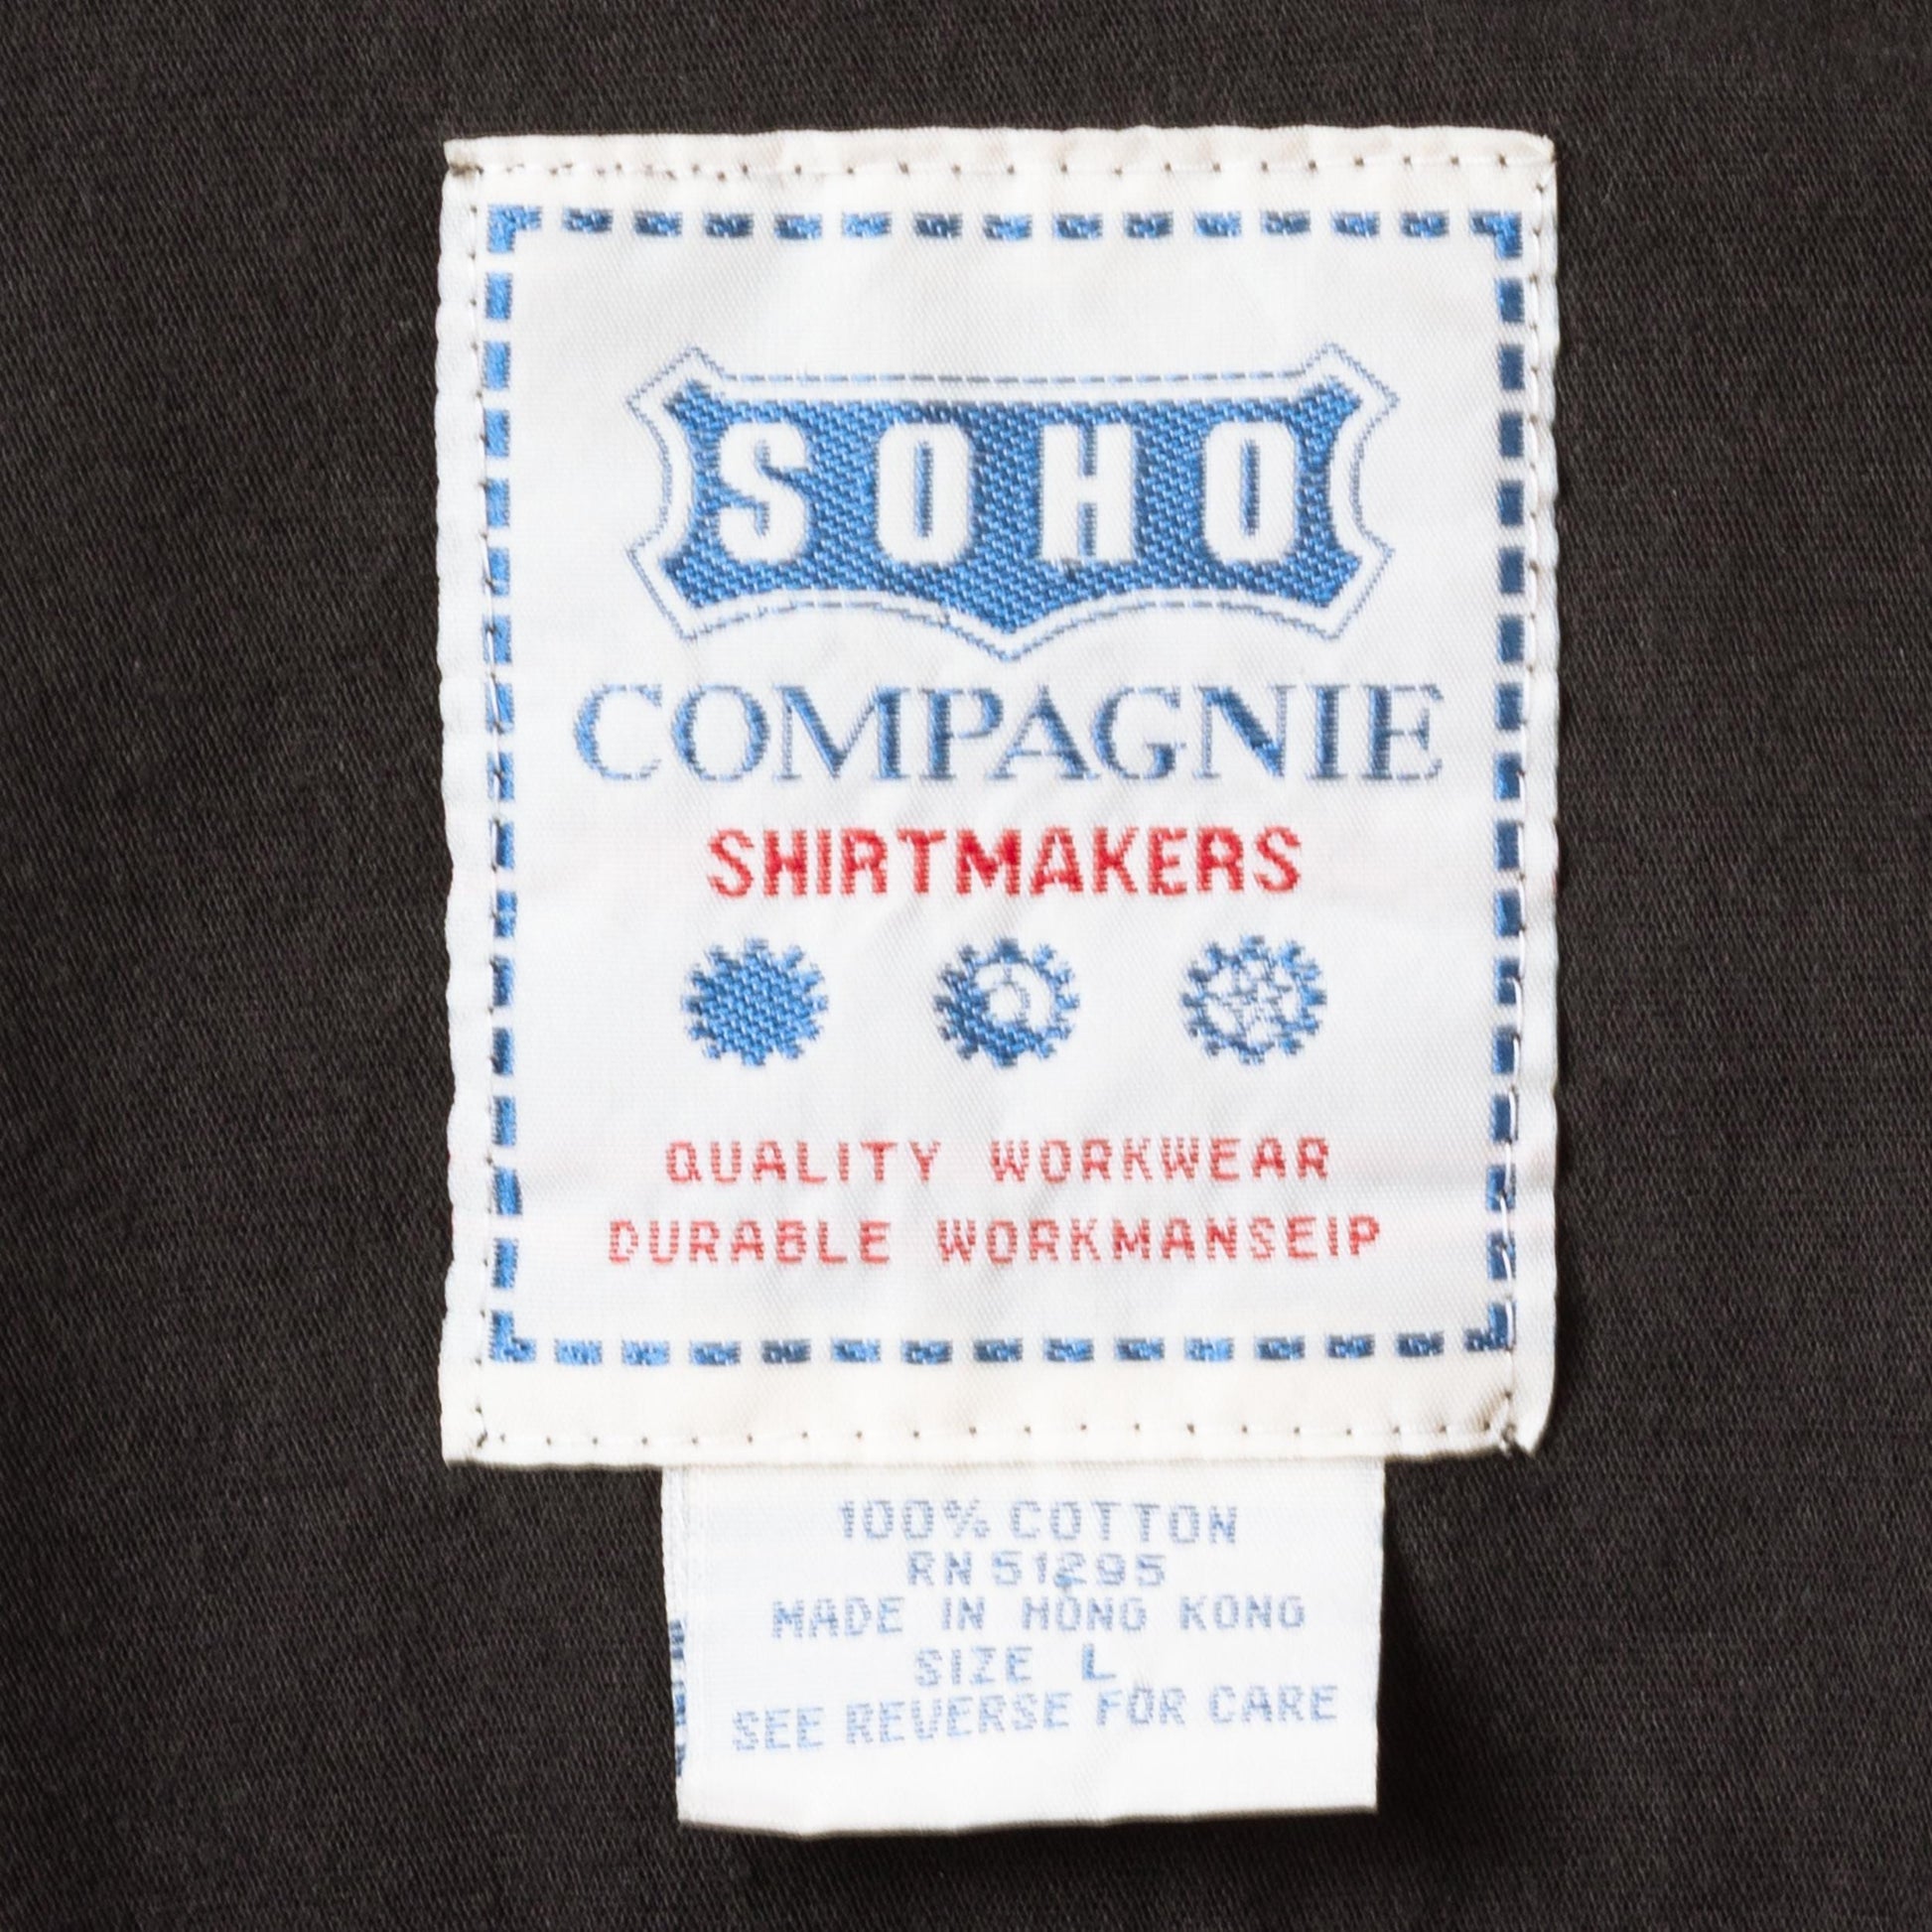 SOHO
COMPAGNIE
SHIRTMAKERS
QUALITY WORKWEAR
DURABLE WORKMANSEIP
100% COTTON
RN 51295
MADE IN HONG KONG
SIZE L
SEE REVERSE FOR CARE